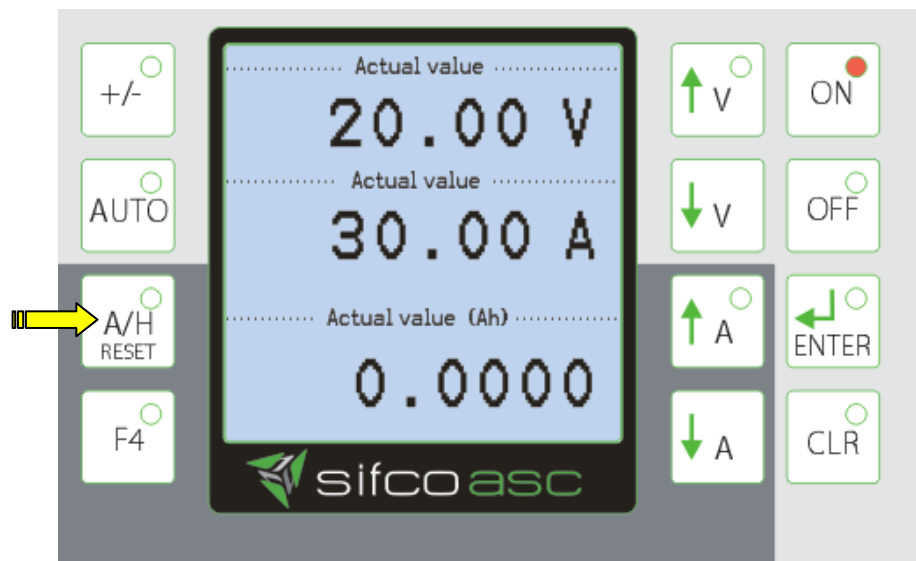 +/-
AUTO
A/H
RESET
F4
Actual value
20.00 V
Actual value
30.00 A
Actual value (Ah)
0.0000
sifco asc
V
ON
V
OFF
A
ENTER
A
CLR